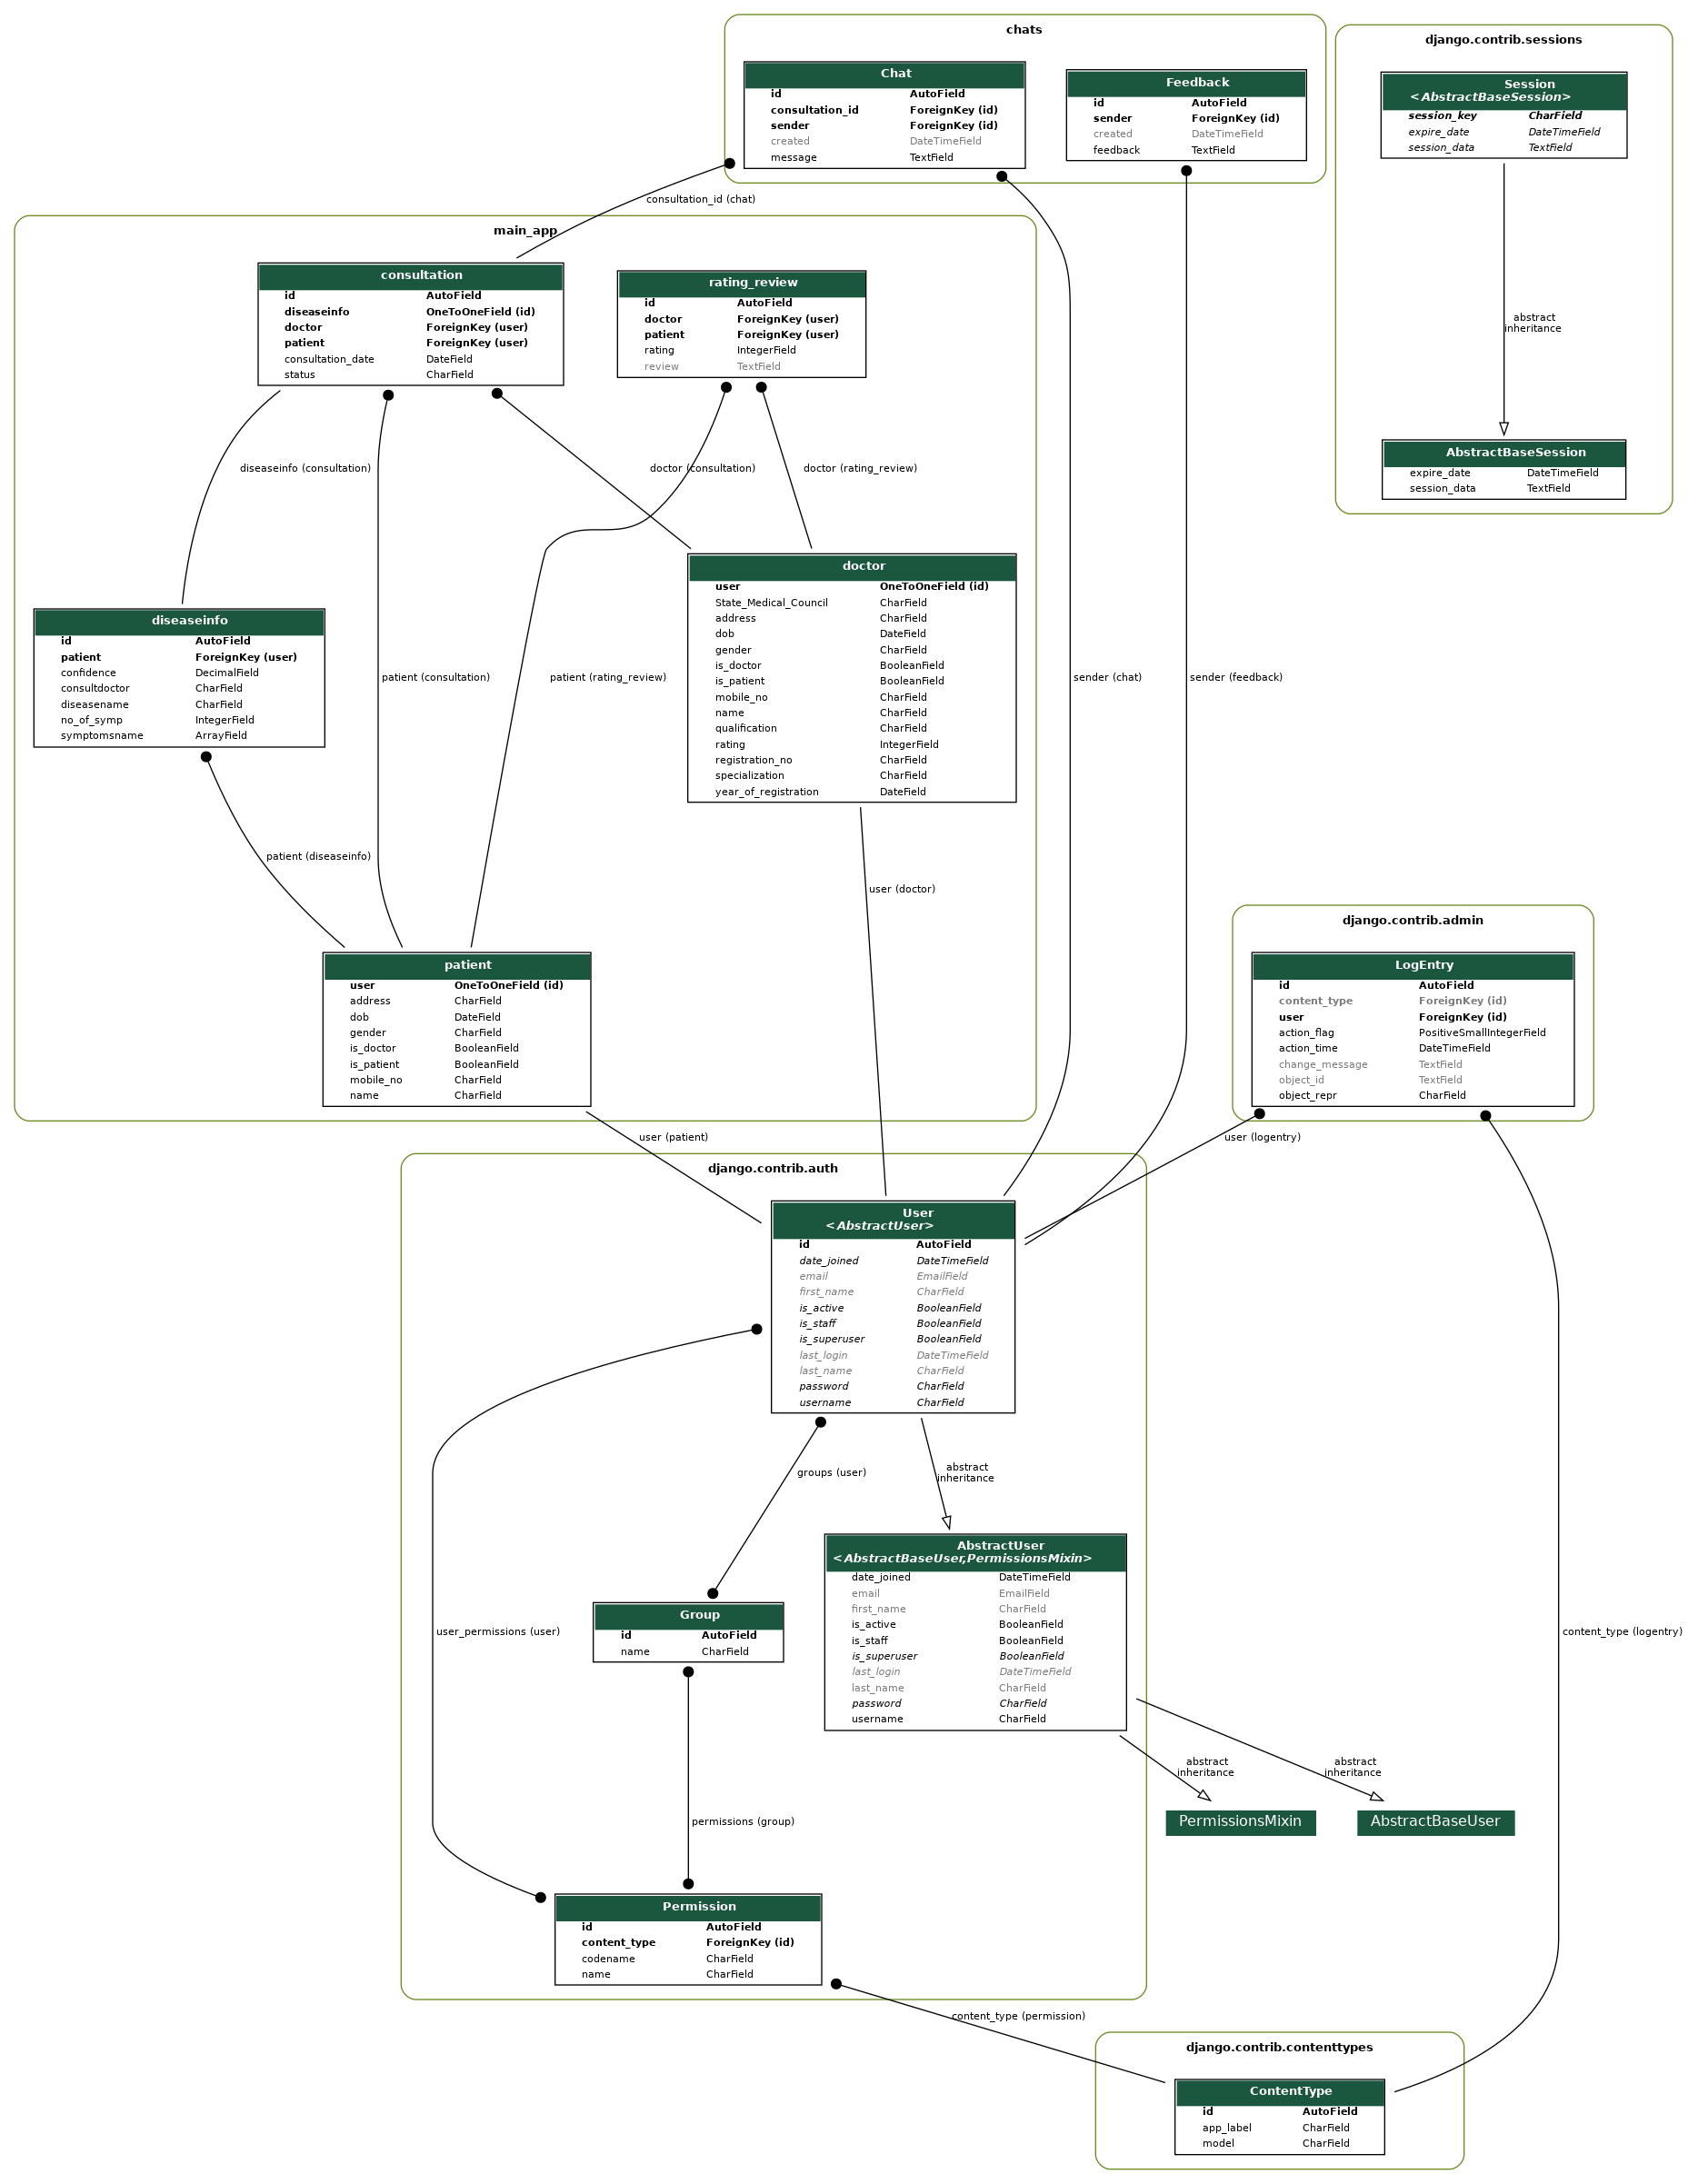 chats
Chat
id AutoField
consultation_id ForeignKey (id)
sender ForeignKey (id)
created DateTimeField
message TextField
Feedback
id AutoField
sender ForeignKey (id)
created DateTimeField
feedback TextField
django.contrib.sessions
Session
<AbstractBaseSession>
session_key CharField
expire_date DateTimeField
session_data TextField
abstract
inheritance
AbstractBaseSession
expire_date DateTimeField
session_data TextField
consultation_id (chat)
main_app
consultation
id AutoField
diseaseinfo OneToOneField (id)
doctor ForeignKey (user)
patient ForeignKey (user)
consultation_date DateField
status CharField
rating_review
id AutoField
doctor ForeignKey (user)
patient ForeignKey (user)
rating IntegerField
review TextField
diseaseinfo (consultation)
doctor (consultation)
doctor (rating_review)
doctor
user OneToOneField (id)
State_Medical_Council CharField
address CharField
dob DateField
gender CharField
is_doctor BooleanField
is_patient BooleanField
mobile_no CharField
name CharField
qualification CharField
rating IntegerField
registration_no CharField
specialization CharField
year_of_registration DateField
diseaseinfo
id AutoField
patient ForeignKey (user)
confidence DecimalField
consultdoctor CharField
diseasename CharField
no_of_symp IntegerField
symptomsname ArrayField
patient (consultation)
patient (rating_review)
sender (chat)
sender (feedback)
patient (diseaseinfo)
user (doctor)
patient
user OneToOneField (id)
address CharField
dob DateField
gender CharField
is_doctor BooleanField
is_patient BooleanField
mobile_no CharField
name CharField
django.contrib.admin
LogEntry
id AutoField
content_type ForeignKey (id)
user ForeignKey (id)
action_flag PositiveSmallIntegerField
action_time DateTimeField
change_message TextField
object_id TextField
object_repr CharField
user (patient)
user (logentry)
django.contrib.auth
User
<AbstractUser>
id AutoField
date_joined DateTimeField
email EmailField
first_name CharField
is_active BooleanField
is_staff BooleanField
is_superuser BooleanField
last_login DateTimeField
last_name CharField
password CharField
username CharField
groups (user)
abstract
inheritance
AbstractUser
<AbstractBaseUser,PermissionsMixin>
date_joined DateTimeField
email EmailField
first_name CharField
is_active BooleanField
is_staff BooleanField
is_superuser BooleanField
last_login DateTimeField
last_name CharField
password CharField
username CharField
Group
id AutoField
name CharField
user_permissions (user)
content_type (logentry)
abstract
inheritance
abstract
inheritance
PermissionsMixin
AbstractBaseUser
permissions (group)
Permission
id AutoField
content_type ForeignKey (id)
codename CharField
name CharField
content_type (permission)
django.contrib.contenttypes
ContentType
id AutoField
app_label CharField
model CharField